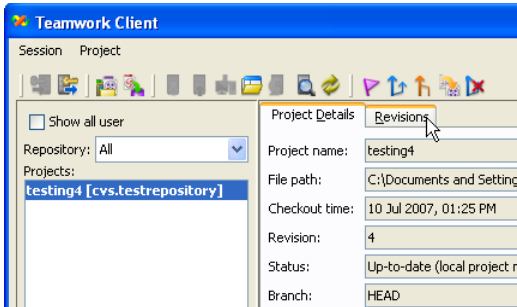 Teamwork Client
Session Project
Show all user
Repository: All
Projects:
testing4 [cvs.testrepository]
Project Details Revisions
Project name: testing4
File path: C:\Documents and Setting
Checkout time: 10 Jul 2007, 01:25 PM
Revision: 4
Status: Up-to-date (local project r
Branch: HEAD